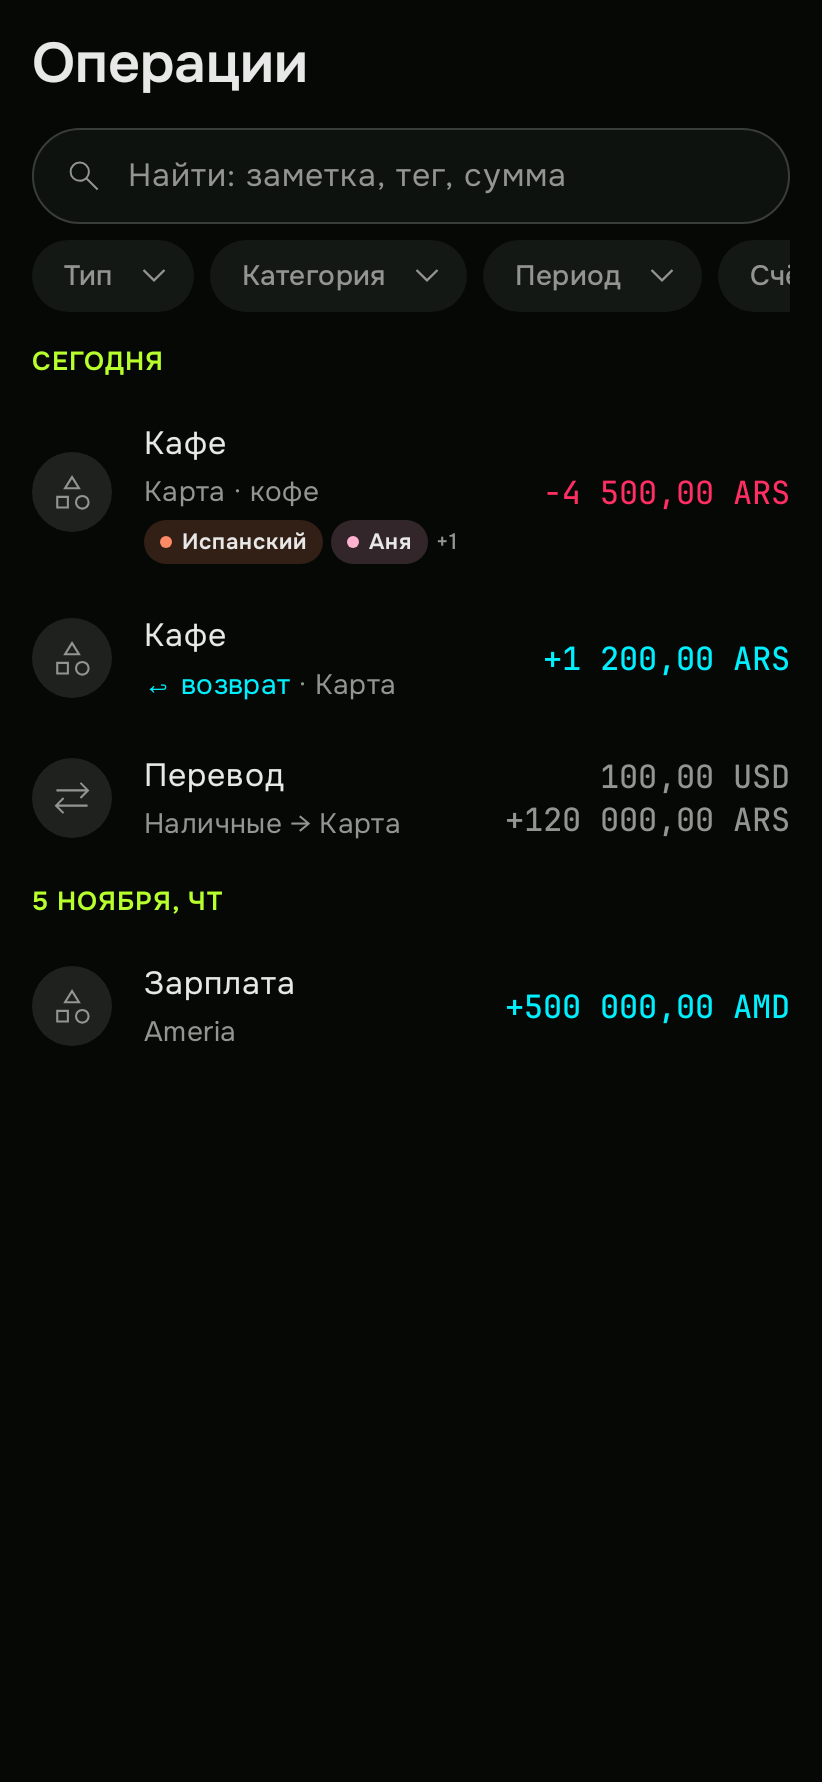 Операции
Найти: заметка, тег, сумма
Тип Категория Период
СЕГОДНЯ
Кафе
Карта · кофе
-4 500,00 ARS
Испанский Аня +1
Кафе
↩ возврат · Карта
+1 200,00 ARS
Перевод
Наличные → Карта
100,00 USD
+120 000,00 ARS
5 НОЯБРЯ, ЧТ
Зарплата
Ameria
+500 000,00 AMD